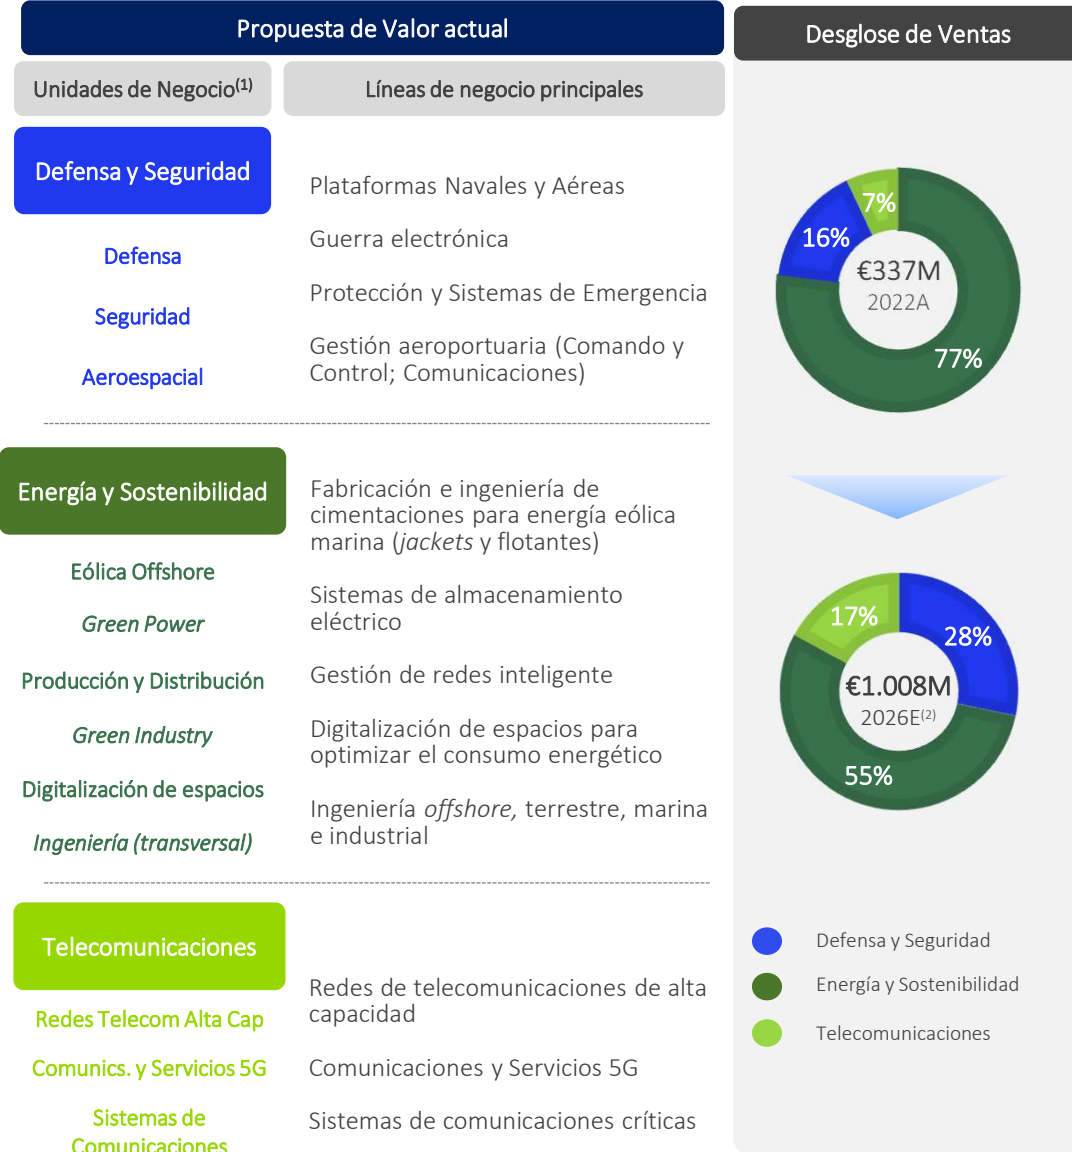 Propuesta de Valor actual
Unidades de Negocio(1)
Líneas de negocio principales
Defensa y Seguridad
Defensa
Seguridad
Aeroespacial
Plataformas Navales y Aéreas
Guerra electrónica
Protección y Sistemas de Emergencia
Gestión aeroportuaria (Comando y
Control; Comunicaciones)
Energía y Sostenibilidad
Eólica Offshore
Green Power
Producción y Distribución
Green Industry
Digitalización de espacios
Ingeniería (transversal)
Fabricación e ingeniería de
cimentaciones para energía eólica
marina (jackets y flotantes)
Sistemas de almacenamiento
eléctrico
Gestión de redes inteligente
Digitalización de espacios para
optimizar el consumo energético
Ingeniería offshore, terrestre, marina
e industrial
Telecomunicaciones
Redes Telecom Alta Cap
Comunics. y Servicios 5G
Sistemas de
Comunicaciones
Redes de telecomunicaciones de alta
capacidad
Comunicaciones y Servicios 5G
Sistemas de comunicaciones críticas
Desglose de Ventas
7%
16%
€337M
2022A
77%
17%
28%
€1.008M
2026E(2)
55%
Defensa y Seguridad
Energía y Sostenibilidad
Telecomunicaciones